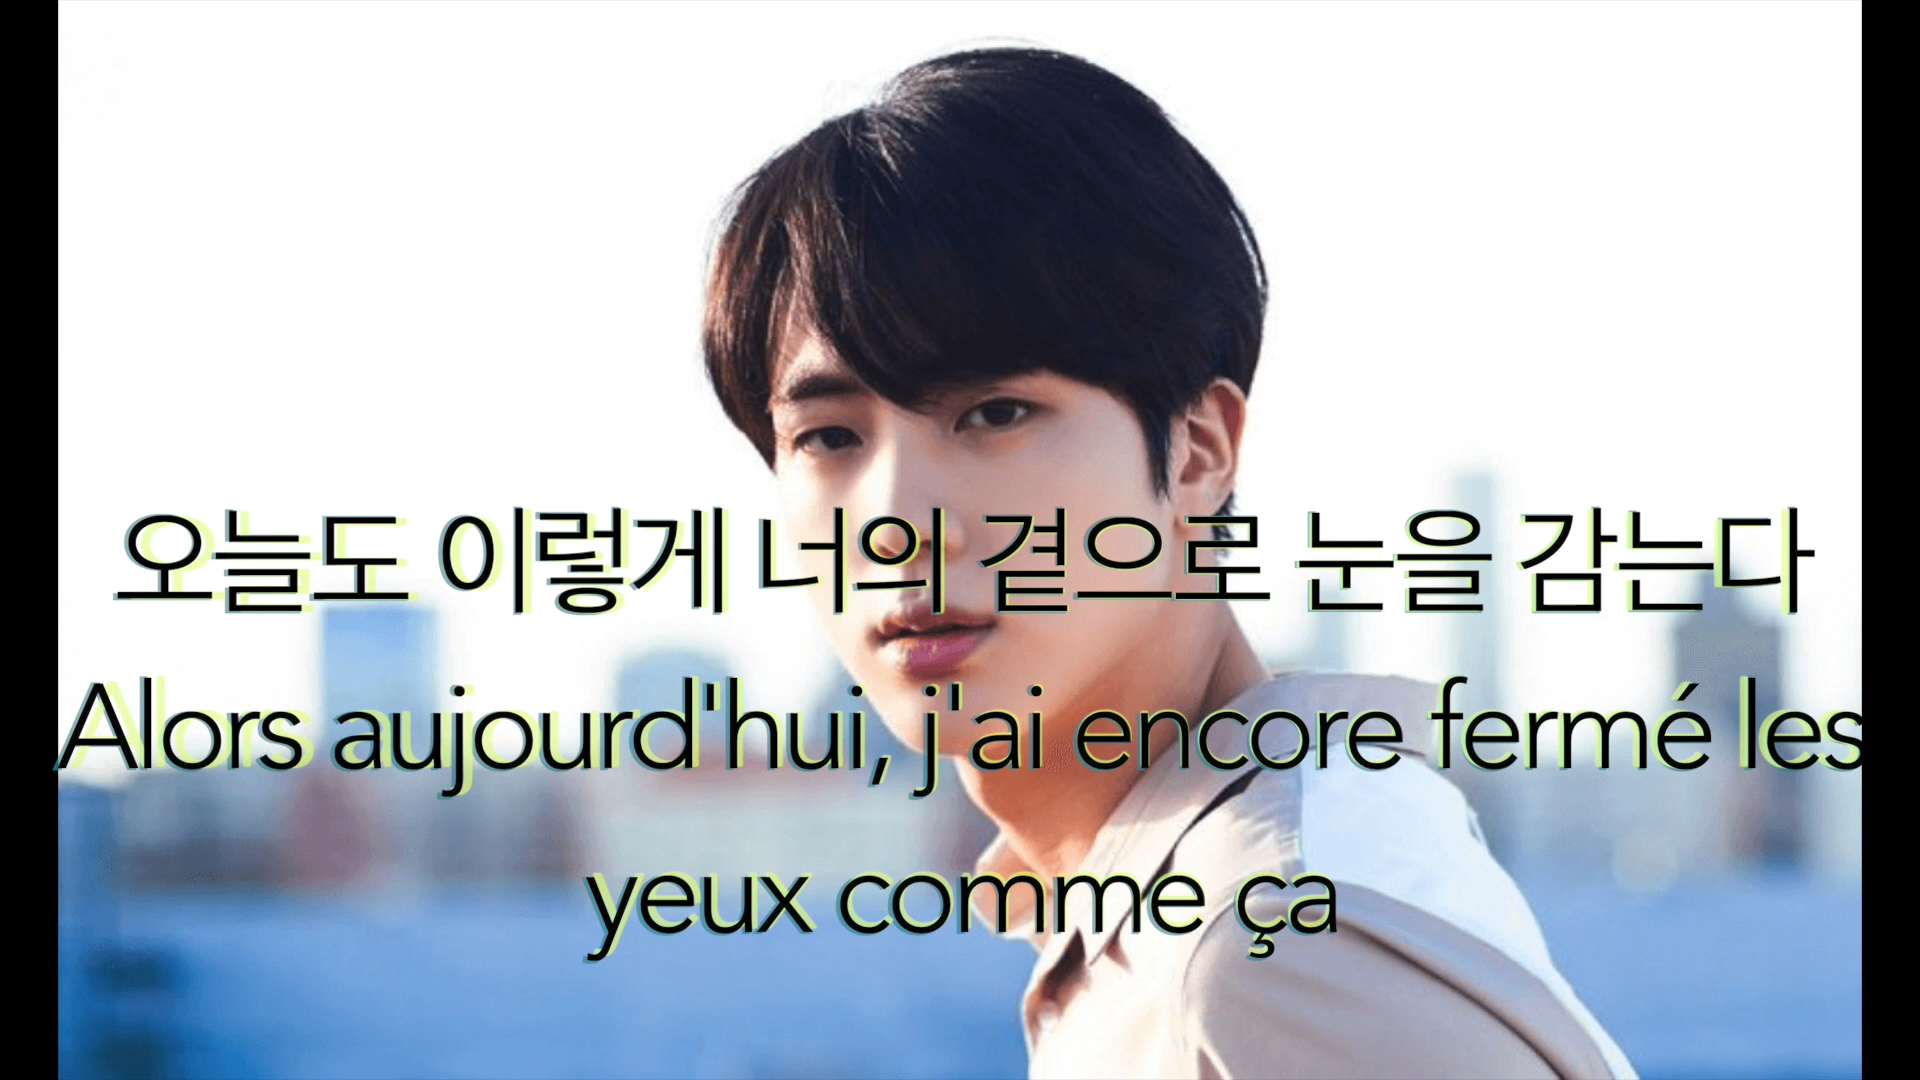 오늘도 이렇게 너의 곁으로 눈을 감는다
Alors aujourd'hui, j'ai encore fermé les
yeux comme ça